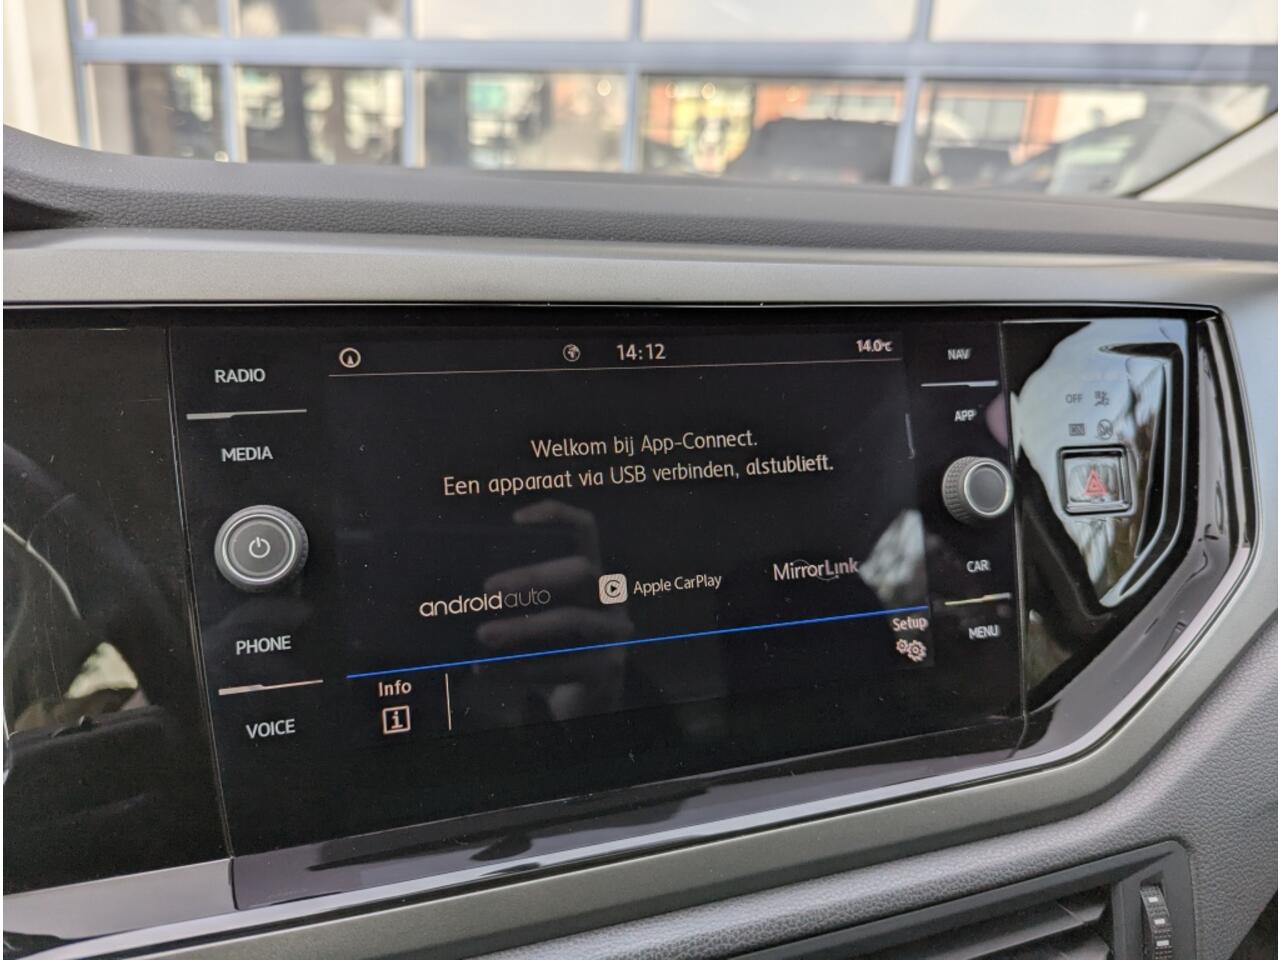 14:12
14.0°C
RADIO
MEDIA
PHONE
VOICE
Welkom bij App-Connect.
Een apparaat via USB verbinden, alstublieft.
androidauto
Apple CarPlay
MirrorLink
Info
Setup
NAV
APP
CAR
MENU
OFF